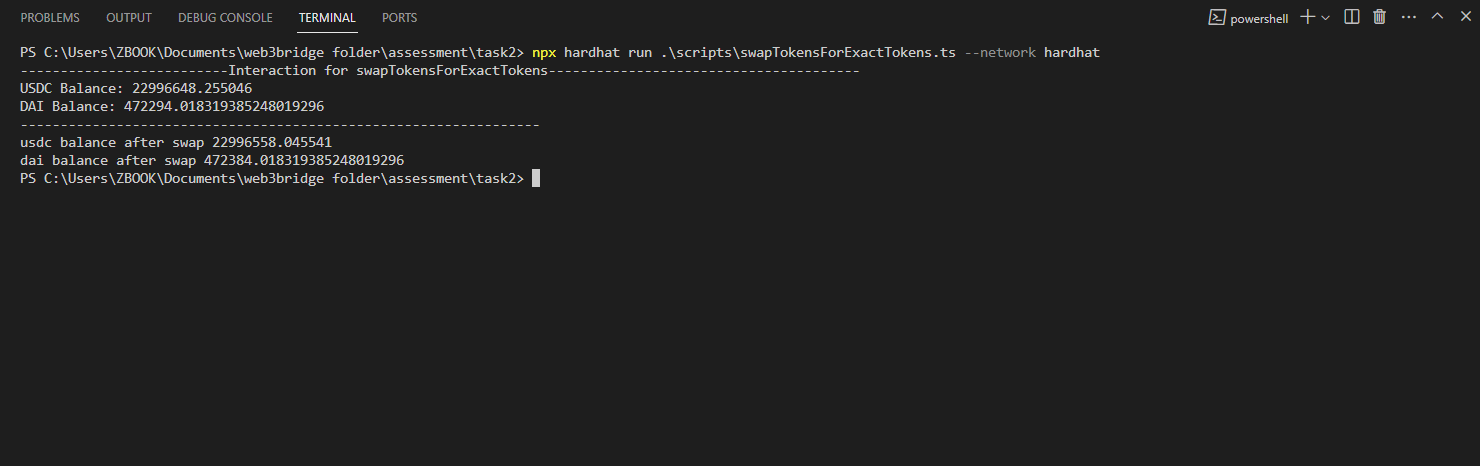 PROBLEMS OUTPUT DEBUG CONSOLE TERMINAL PORTS powershell
PS C:\Users\ZBOOK\Documents\web3bridge folder\assessment\task2> npx hardhat run .\scripts\swapTokensForExactTokens.ts --network hardhat
--------------------------Interaction for swapTokensForExactTokens---------------------------------------
USDC Balance: 22996648.255046
DAI Balance: 472294.018319385248019296
-----------------------------------------------------------------
usdc balance after swap 22996558.045541
dai balance after swap 472384.018319385248019296
PS C:\Users\ZBOOK\Documents\web3bridge folder\assessment\task2>